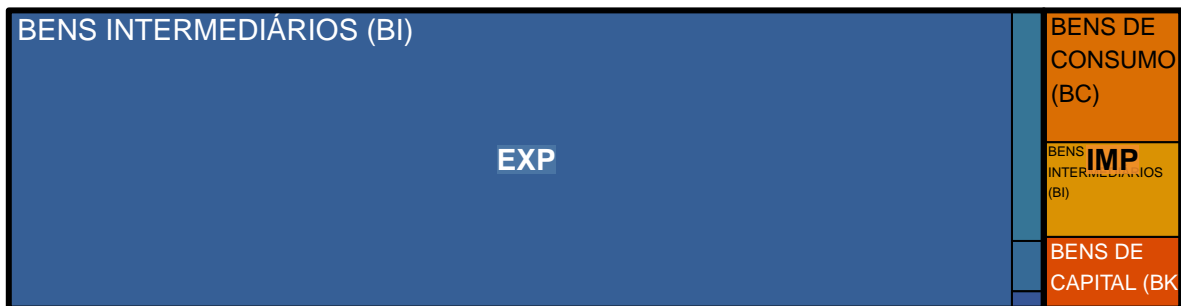 BENS INTERMEDIÁRIOS (BI)
EXP
BENS DE
CONSUMO
(BC)
BENS
IMP
INTERMEDIÁRIOS
(BI)
BENS DE
CAPITAL (BK